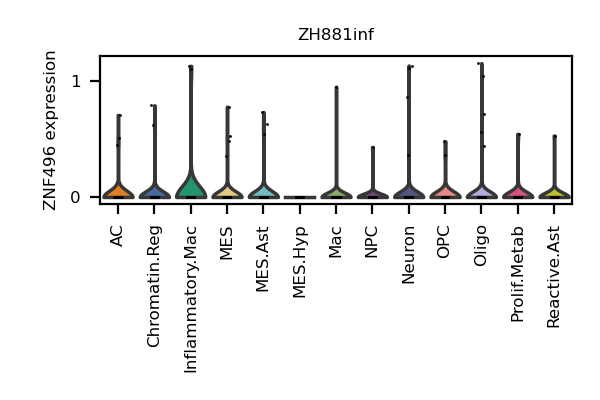 ZH881inf
ZNF496 expression
1
0
AC
Chromatin.Reg
Inflammatory.Mac
MES
MES.Ast
MES.Hyp
Mac
NPC
Neuron
OPC
Oligo
Prolif.Metab
Reactive.Ast